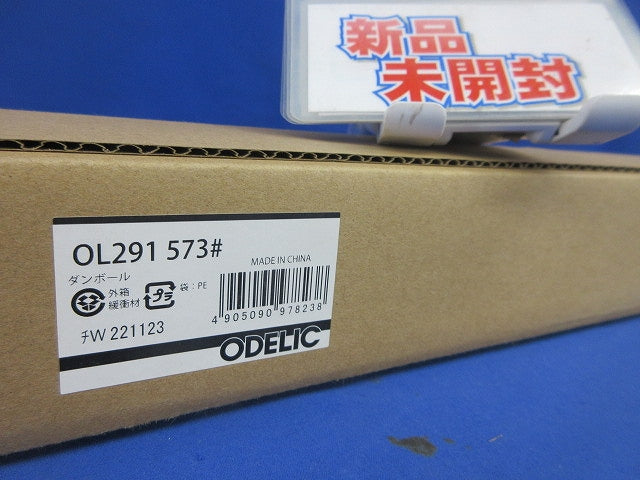 新品
未開封
OL291 573#
MADE IN CHINA
ダンボール
外箱
緩衝材
プラ
袋：PE
4 905090 978238
ﾁW 221123
ODELIC